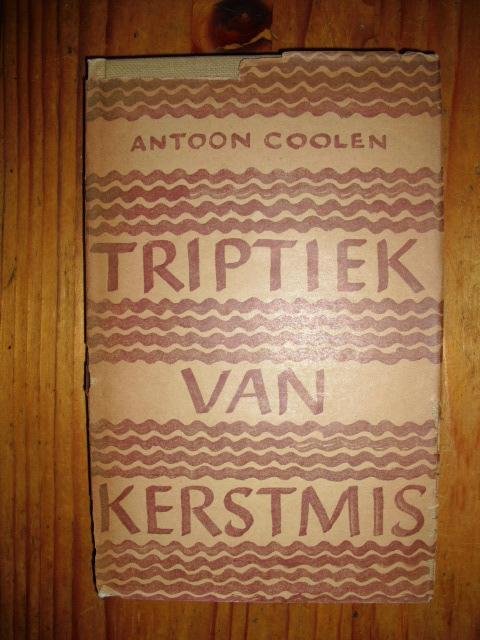 ANTOON COOLEN
TRIPTIEK
VAN
KERSTMIS